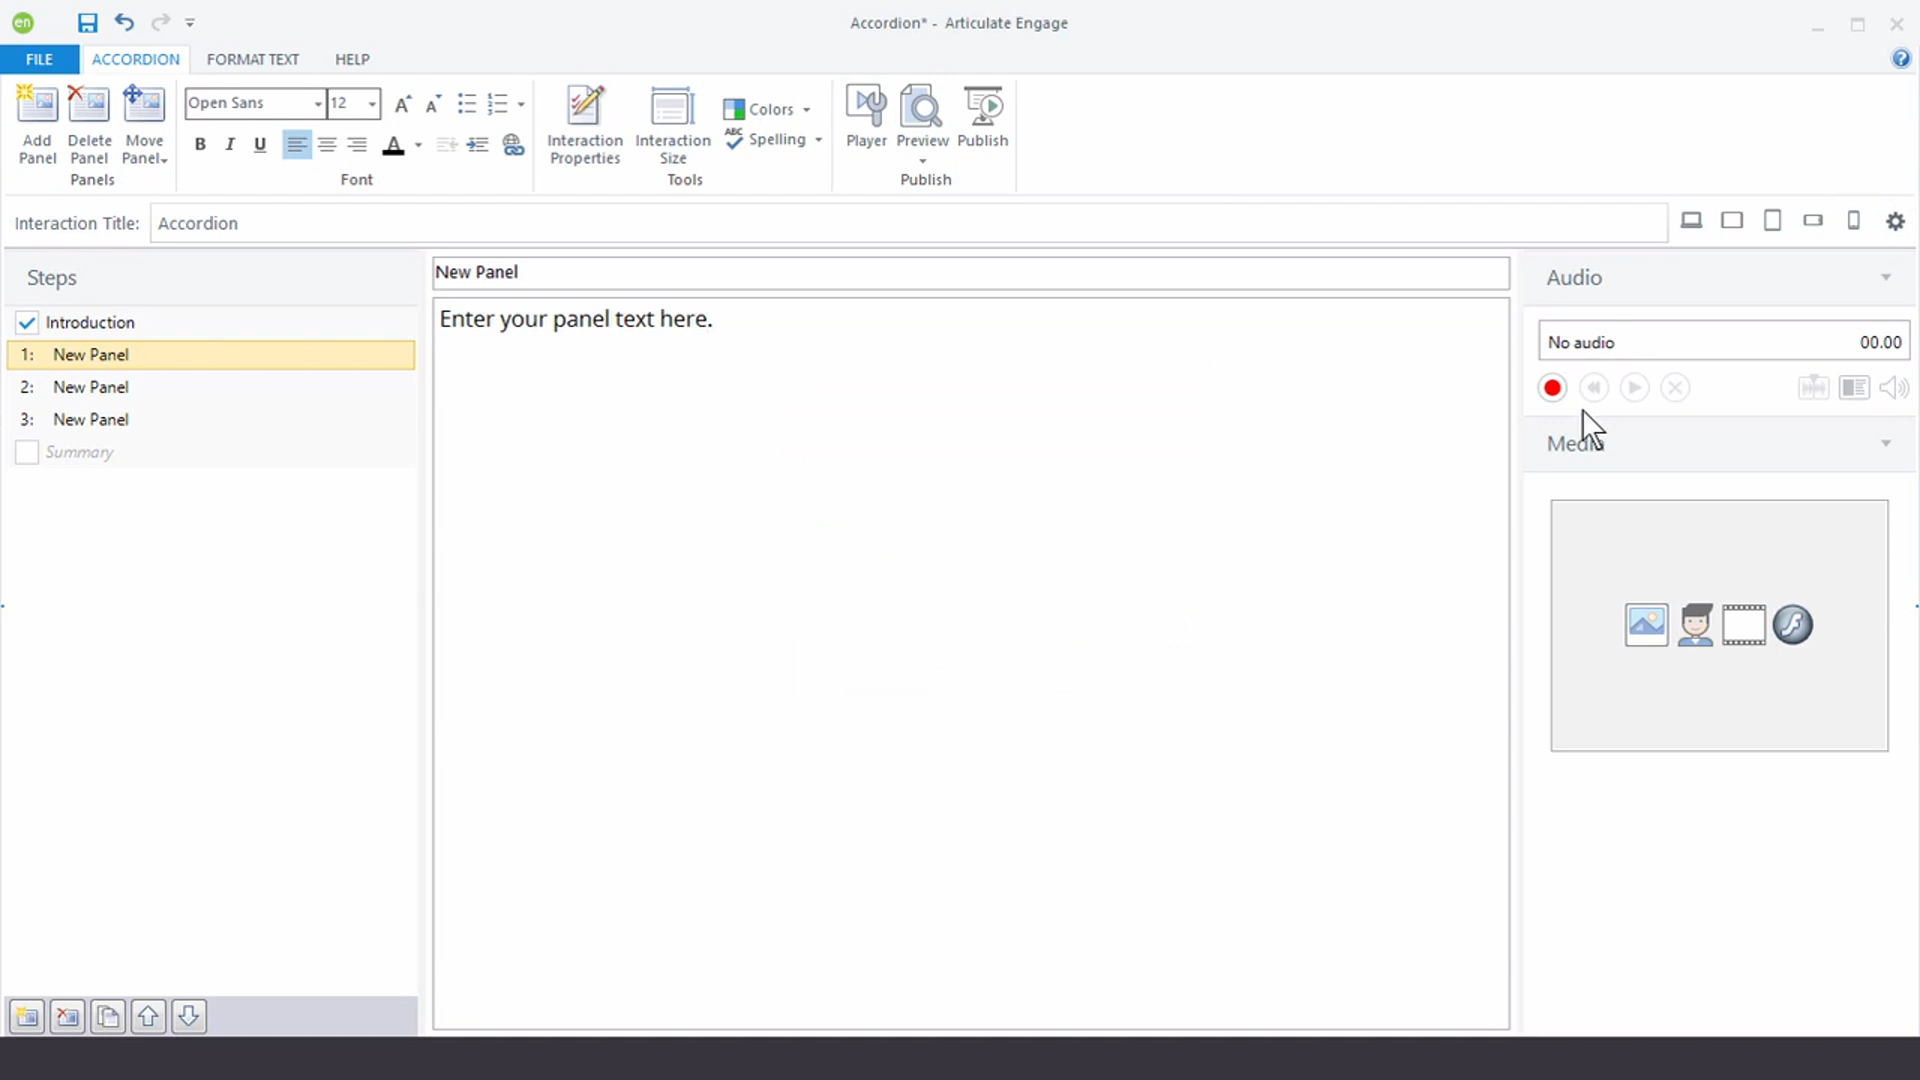 en
Accordion* - Articulate Engage
FILE ACCORDION FORMAT TEXT HELP
Add Panel
Delete Panel
Move Panel
Panels
Open Sans 12
B I U A
Font
Interaction Properties
Interaction Size
Colors
ABC Spelling
Tools
Player Preview Publish
Publish
Interaction Title: Accordion
Steps
Introduction
1: New Panel
2: New Panel
3: New Panel
Summary
New Panel
Enter your panel text here.
Audio
No audio 00.00
Media